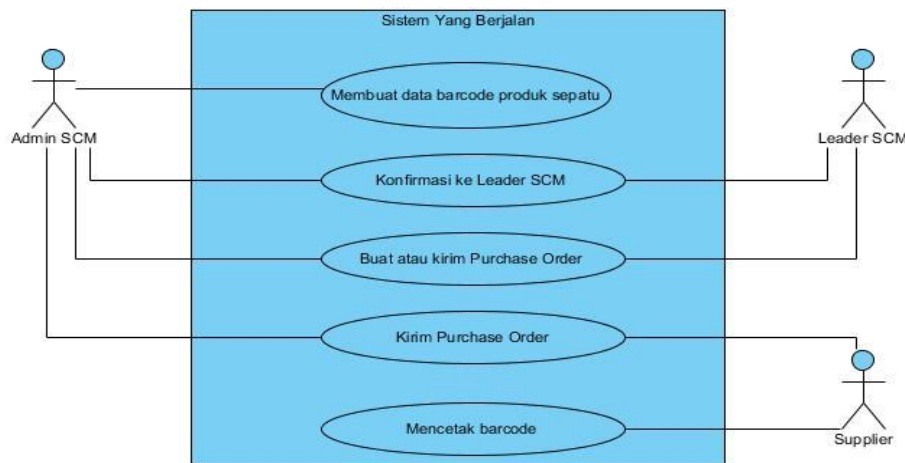 Sistem Yang Berjalan
Membuat data barcode produk sepatu
Admin SCM
Leader SCM
Konfirmasi ke Leader SCM
Buat atau kirim Purchase Order
Kirim Purchase Order
Mencetak barcode
Supplier